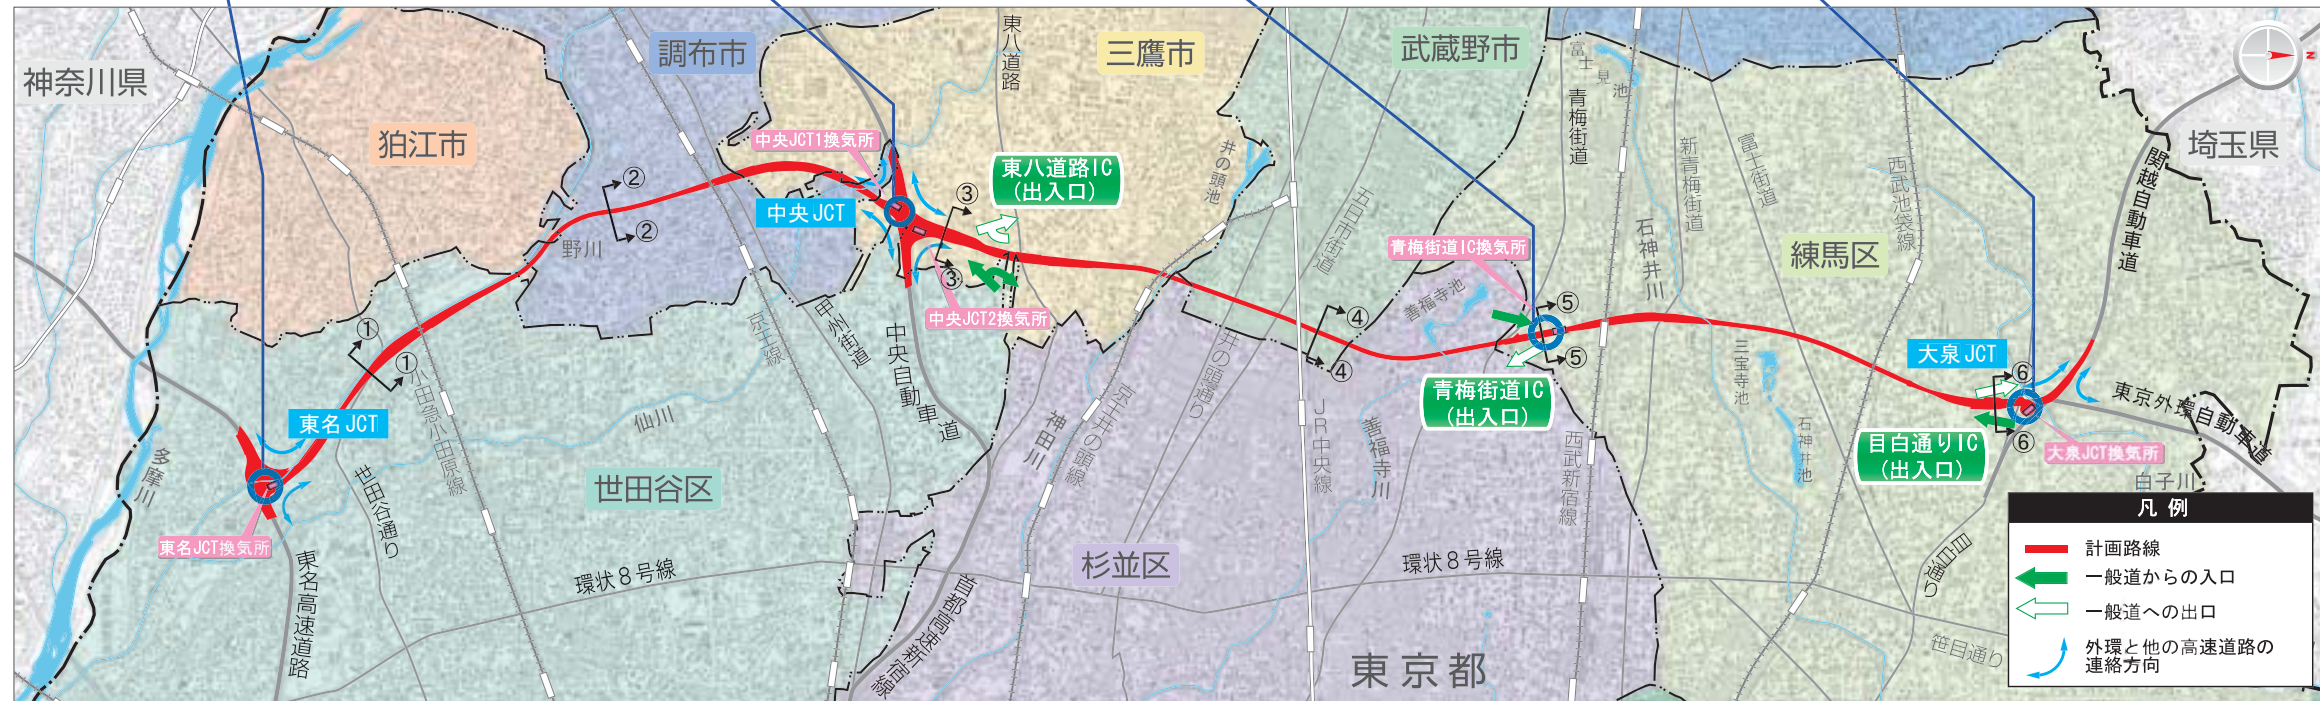 神奈川県
狛江市
調布市
三鷹市
武蔵野市
練馬区
埼玉県
世田谷区
杉並区
東京都
東八道路
中央JCT1換気所
中央JCT
東八道路IC
(出入口)
中央JCT2換気所
井の頭池
五日市街道
富士見池
青梅街道
新青梅街道
富士街道
西武池袋線
石神井川
関越自動車道
N
野川
②
②
③
③
①
①
④
④
⑤
⑤
⑥
⑥
青梅街道IC換気所
善福寺池
青梅街道IC
(出入口)
三宝寺池
石神井池
大泉JCT
目白通りIC
(出入口)
大泉JCT換気所
東京外環自動車道
白子川
東名JCT
東名JCT換気所
多摩川
世田谷通り
小田急小田原線
仙川
京王線
甲州街道
中央自動車道
神田川
京王井の頭線
井の頭通り
JR中央線
善福寺川
西武新宿線
環状8号線
環状8号線
東名高速道路
首都高速新宿線
目白通り
笹目通り
凡例
計画路線
一般道からの入口
一般道への出口
外環と他の高速道路の
連絡方向